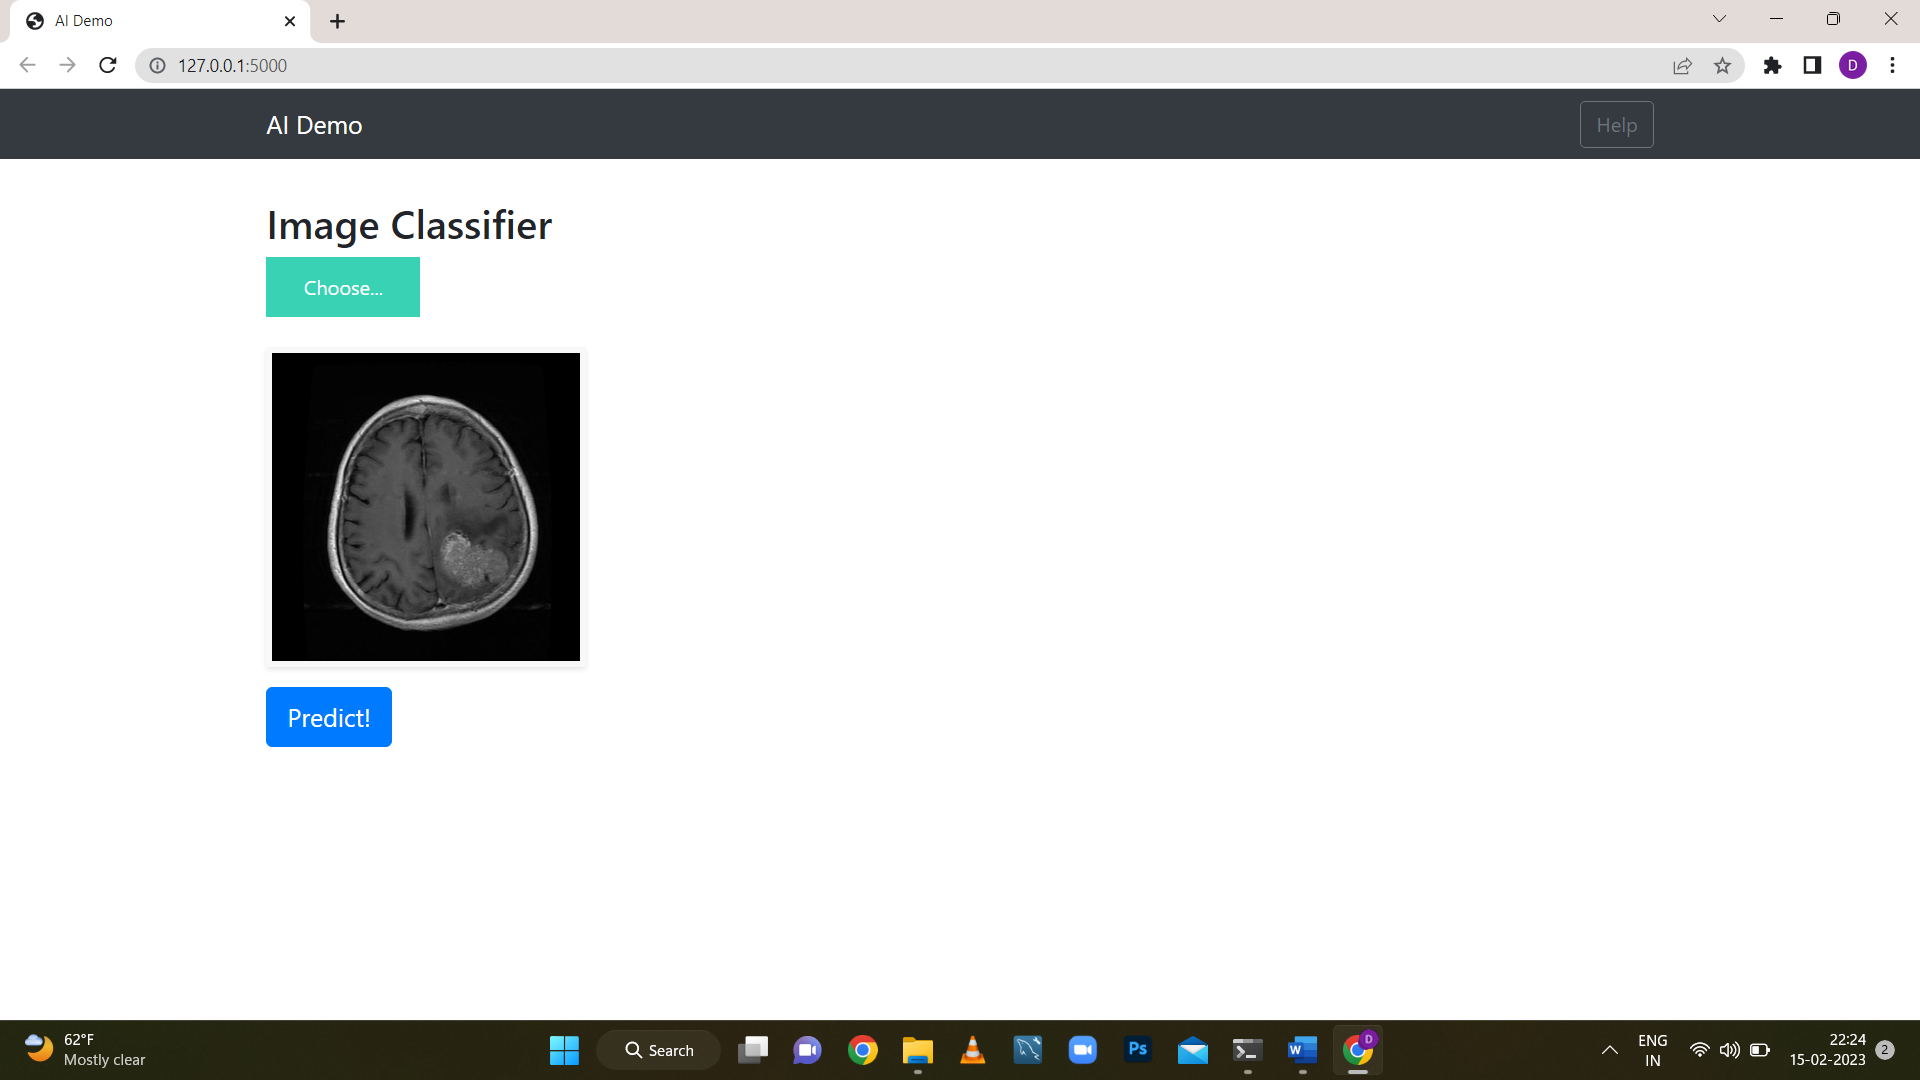 AI Demo
127.0.0.1:5000
D
AI Demo
Help
Image Classifier
Choose...
Predict!
62°F
Mostly clear
Search
Ps
W
D
ENG
IN
22:24
15-02-2023
2